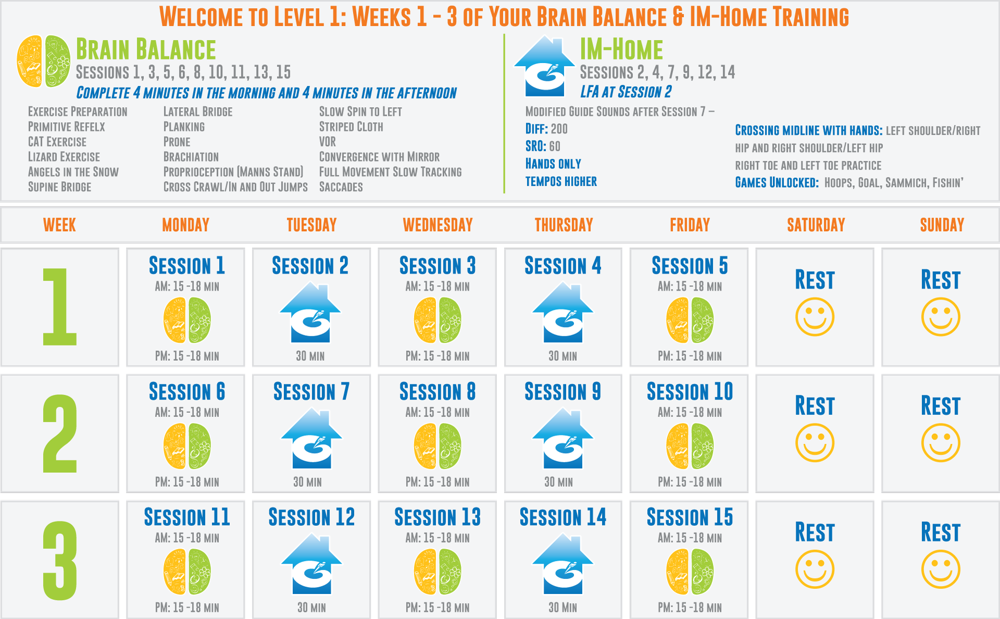 Welcome to Level 1: Weeks 1 - 3 of Your Brain Balance & IM-Home Training
Brain Balance
Sessions 1, 3, 5, 6, 8, 10, 11, 13, 15
Complete 4 minutes in the morning and 4 minutes in the afternoon
Exercise Preparation
Primitive Refelx
CAT Exercise
Lizard Exercise
Angels in the Snow
Supine Bridge
Lateral Bridge
Planking
Prone
Brachiation
Proprioception (Manns Stand)
Cross Crawl/In and Out Jumps
Slow Spin to Left
Striped Cloth
VOR
Convergence with Mirror
Full Movement Slow Tracking
Saccades
IM-Home
Sessions 2, 4, 7, 9, 12, 14
LFA at Session 2
Modified Guide Sounds after Session 7 –
Diff: 200
SRO: 60
Hands only
tempos higher
Crossing midline with hands: left shoulder/right
hip and right shoulder/left hip
right toe and left toe practice
Games Unlocked: Hoops, Goal, Sammich, Fishin'
WEEK MONDAY TUESDAY WEDNESDAY THURSDAY FRIDAY SATURDAY SUNDAY
1
Session 1
AM: 15 -18 min
PM: 15 -18 min
Session 2
30 min
Session 3
AM: 15 -18 min
PM: 15 -18 min
Session 4
30 min
Session 5
AM: 15 -18 min
PM: 15 -18 min
Rest
Rest
2
Session 6
AM: 15 -18 min
PM: 15 -18 min
Session 7
30 min
Session 8
AM: 15 -18 min
PM: 15 -18 min
Session 9
30 min
Session 10
AM: 15 -18 min
PM: 15 -18 min
Rest
Rest
3
Session 11
AM: 15 -18 min
PM: 15 -18 min
Session 12
30 min
Session 13
AM: 15 -18 min
PM: 15 -18 min
Session 14
30 Min
Session 15
AM: 15 -18 min
PM: 15 -18 min
Rest
Rest